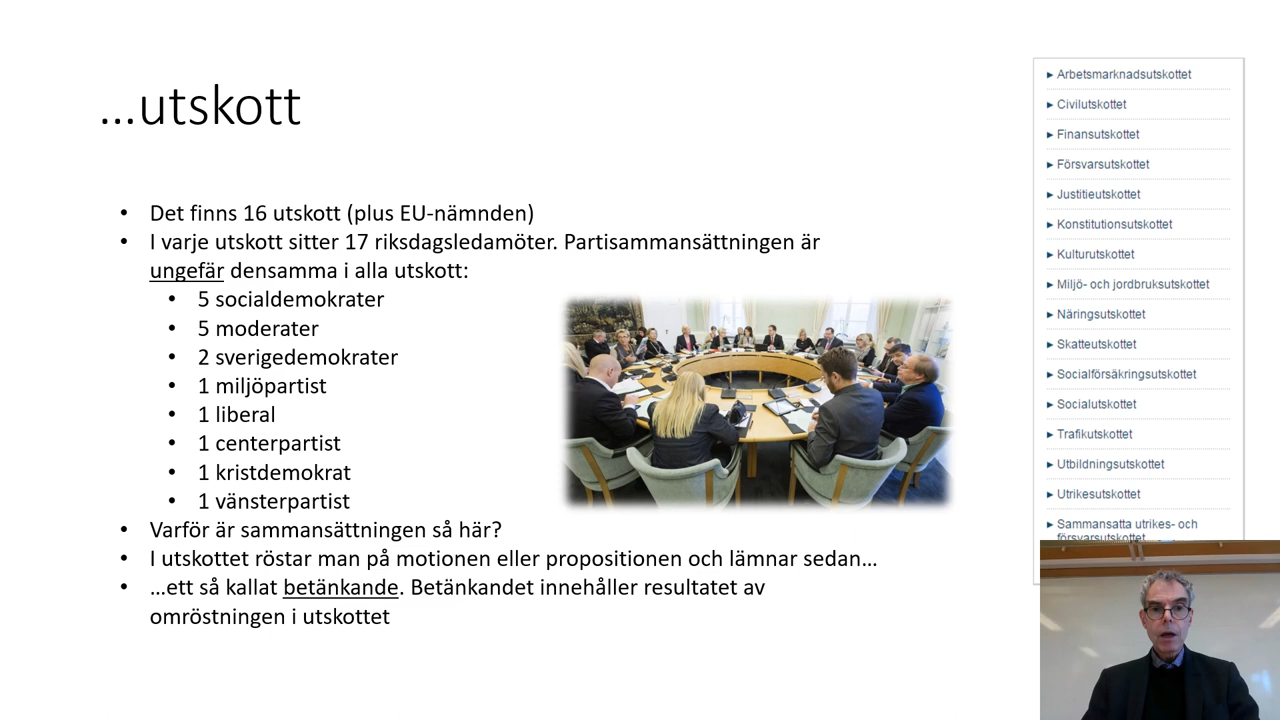 ...utskott
• Det finns 16 utskott (plus EU-nämnden)
• I varje utskott sitter 17 riksdagsledamöter. Partisammansättningen är
ungefär densamma i alla utskott:
• 5 socialdemokrater
• 5 moderater
• 2 sverigedemokrater
• 1 miljöpartist
• 1 liberal
• 1 centerpartist
• 1 kristdemokrat
• 1 vänsterpartist
• Varför är sammansättningen så här?
• I utskottet röstar man på motionen eller propositionen och lämnar sedan…
• …ett så kallat betänkande. Betänkandet innehåller resultatet av
omröstningen i utskottet
▸ Arbetsmarknadsutskottet
▸ Civilutskottet
▸ Finansutskottet
▸ Försvarsutskottet
▸ Justitieutskottet
▸ Konstitutionsutskottet
▸ Kulturutskottet
▸ Miljö- och jordbruksutskottet
▸ Näringsutskottet
▸ Skatteutskottet
▸ Socialförsäkringsutskottet
▸ Socialutskottet
▸ Trafikutskottet
▸ Utbildningsutskottet
▸ Utrikesutskottet
▸ Sammansatta utrikes- och
försvarsutskottet